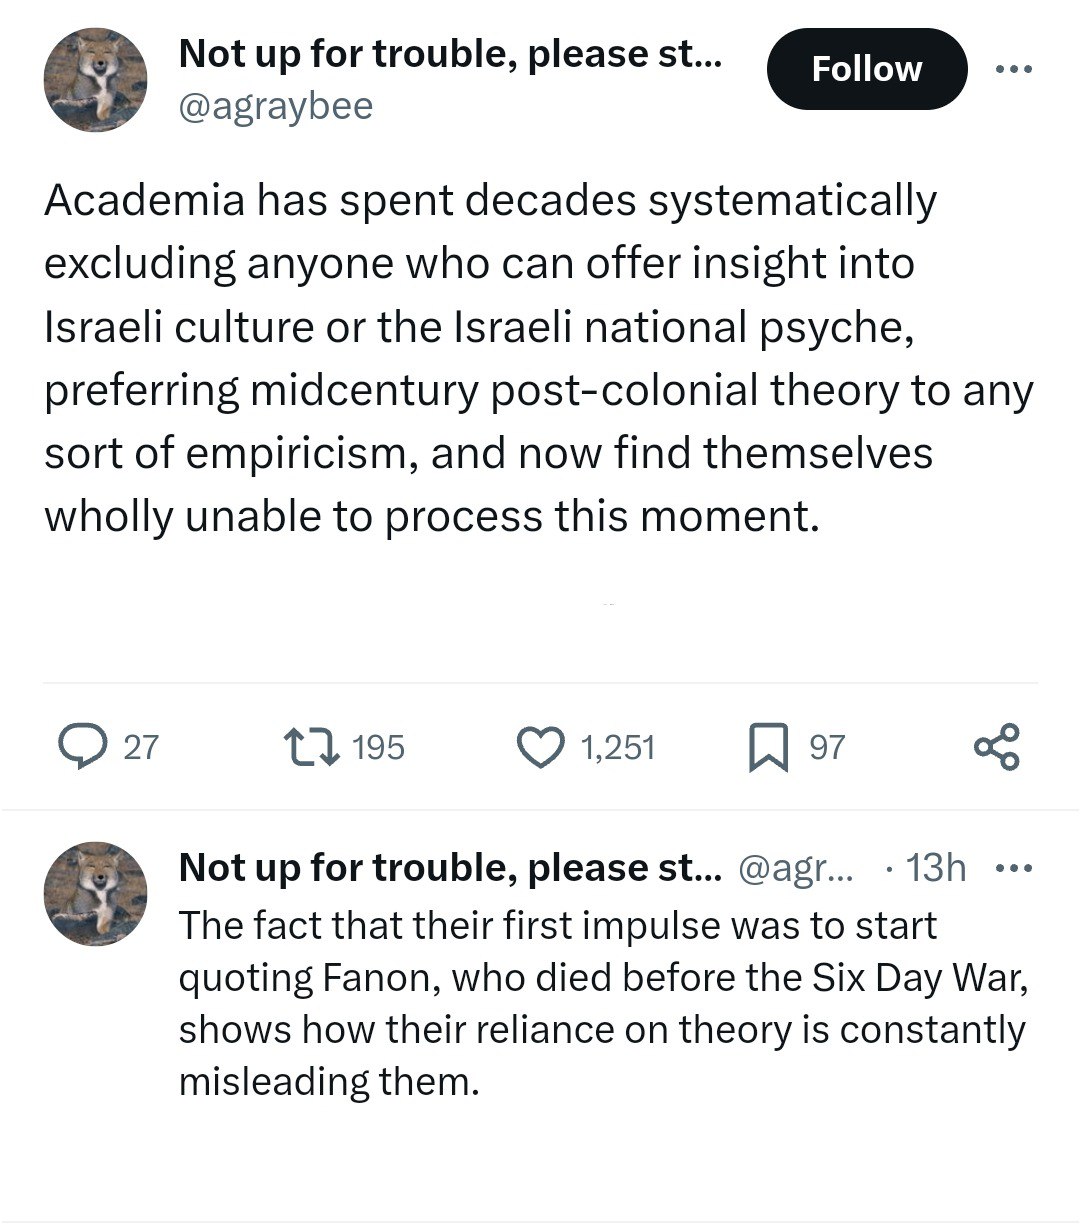 Not up for trouble, please st...
Follow
@agraybee
Academia has spent decades systematically
excluding anyone who can offer insight into
Israeli culture or the Israeli national psyche,
preferring midcentury post-colonial theory to any
sort of empiricism, and now find themselves
wholly unable to process this moment.
27 195 1,251 97
Not up for trouble, please st... @agr... · 13h
The fact that their first impulse was to start
quoting Fanon, who died before the Six Day War,
shows how their reliance on theory is constantly
misleading them.